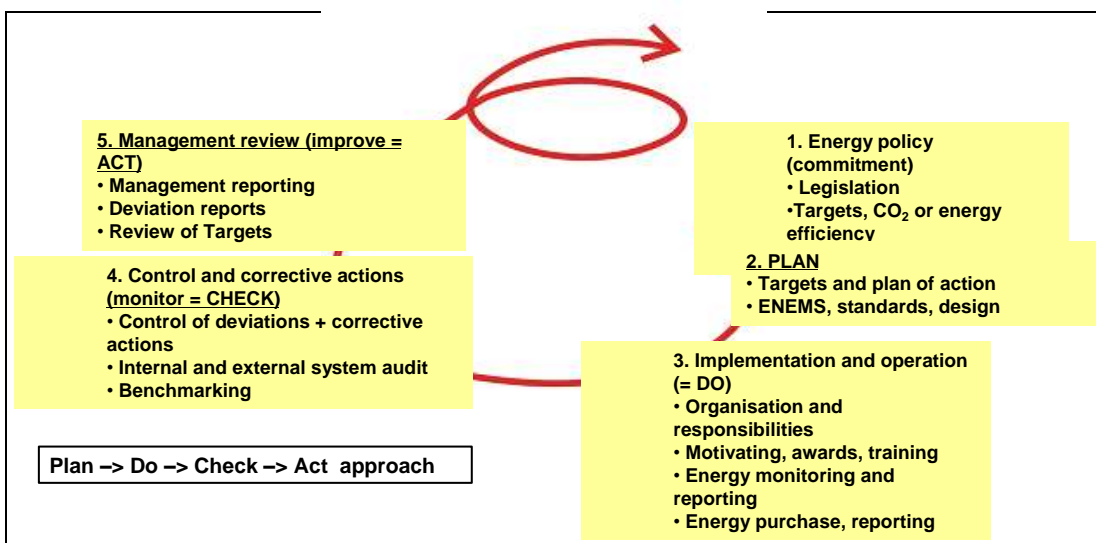 1. Energy policy
(commitment)
• Legislation
•Targets, CO₂ or energy
efficiency
2. PLAN
• Targets and plan of action
• ENEMS, standards, design
3. Implementation and operation
(= DO)
• Organisation and
responsibilities
• Motivating, awards, training
• Energy monitoring and
reporting
• Energy purchase, reporting
4. Control and corrective actions
(monitor = CHECK)
• Control of deviations + corrective
actions
• Internal and external system audit
• Benchmarking
5. Management review (improve =
ACT)
• Management reporting
• Deviation reports
• Review of Targets
Plan –> Do –> Check –> Act approach